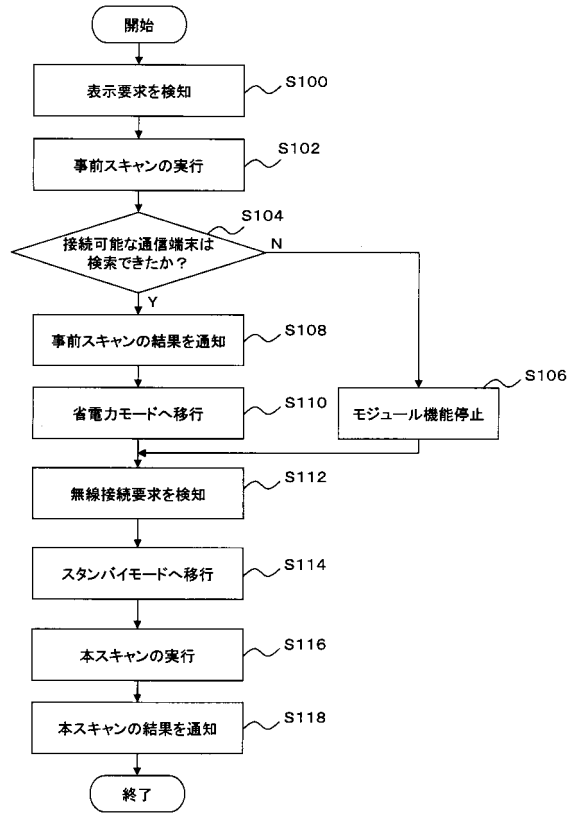 開始
表示要求を検知
S100
事前スキャンの実行
S102
接続可能な通信端末は
検索できたか？
S104
N
Y
事前スキャンの結果を通知
S108
省電力モードへ移行
S110
モジュール機能停止
S106
無線接続要求を検知
S112
スタンバイモードへ移行
S114
本スキャンの実行
S116
本スキャンの結果を通知
S118
終了